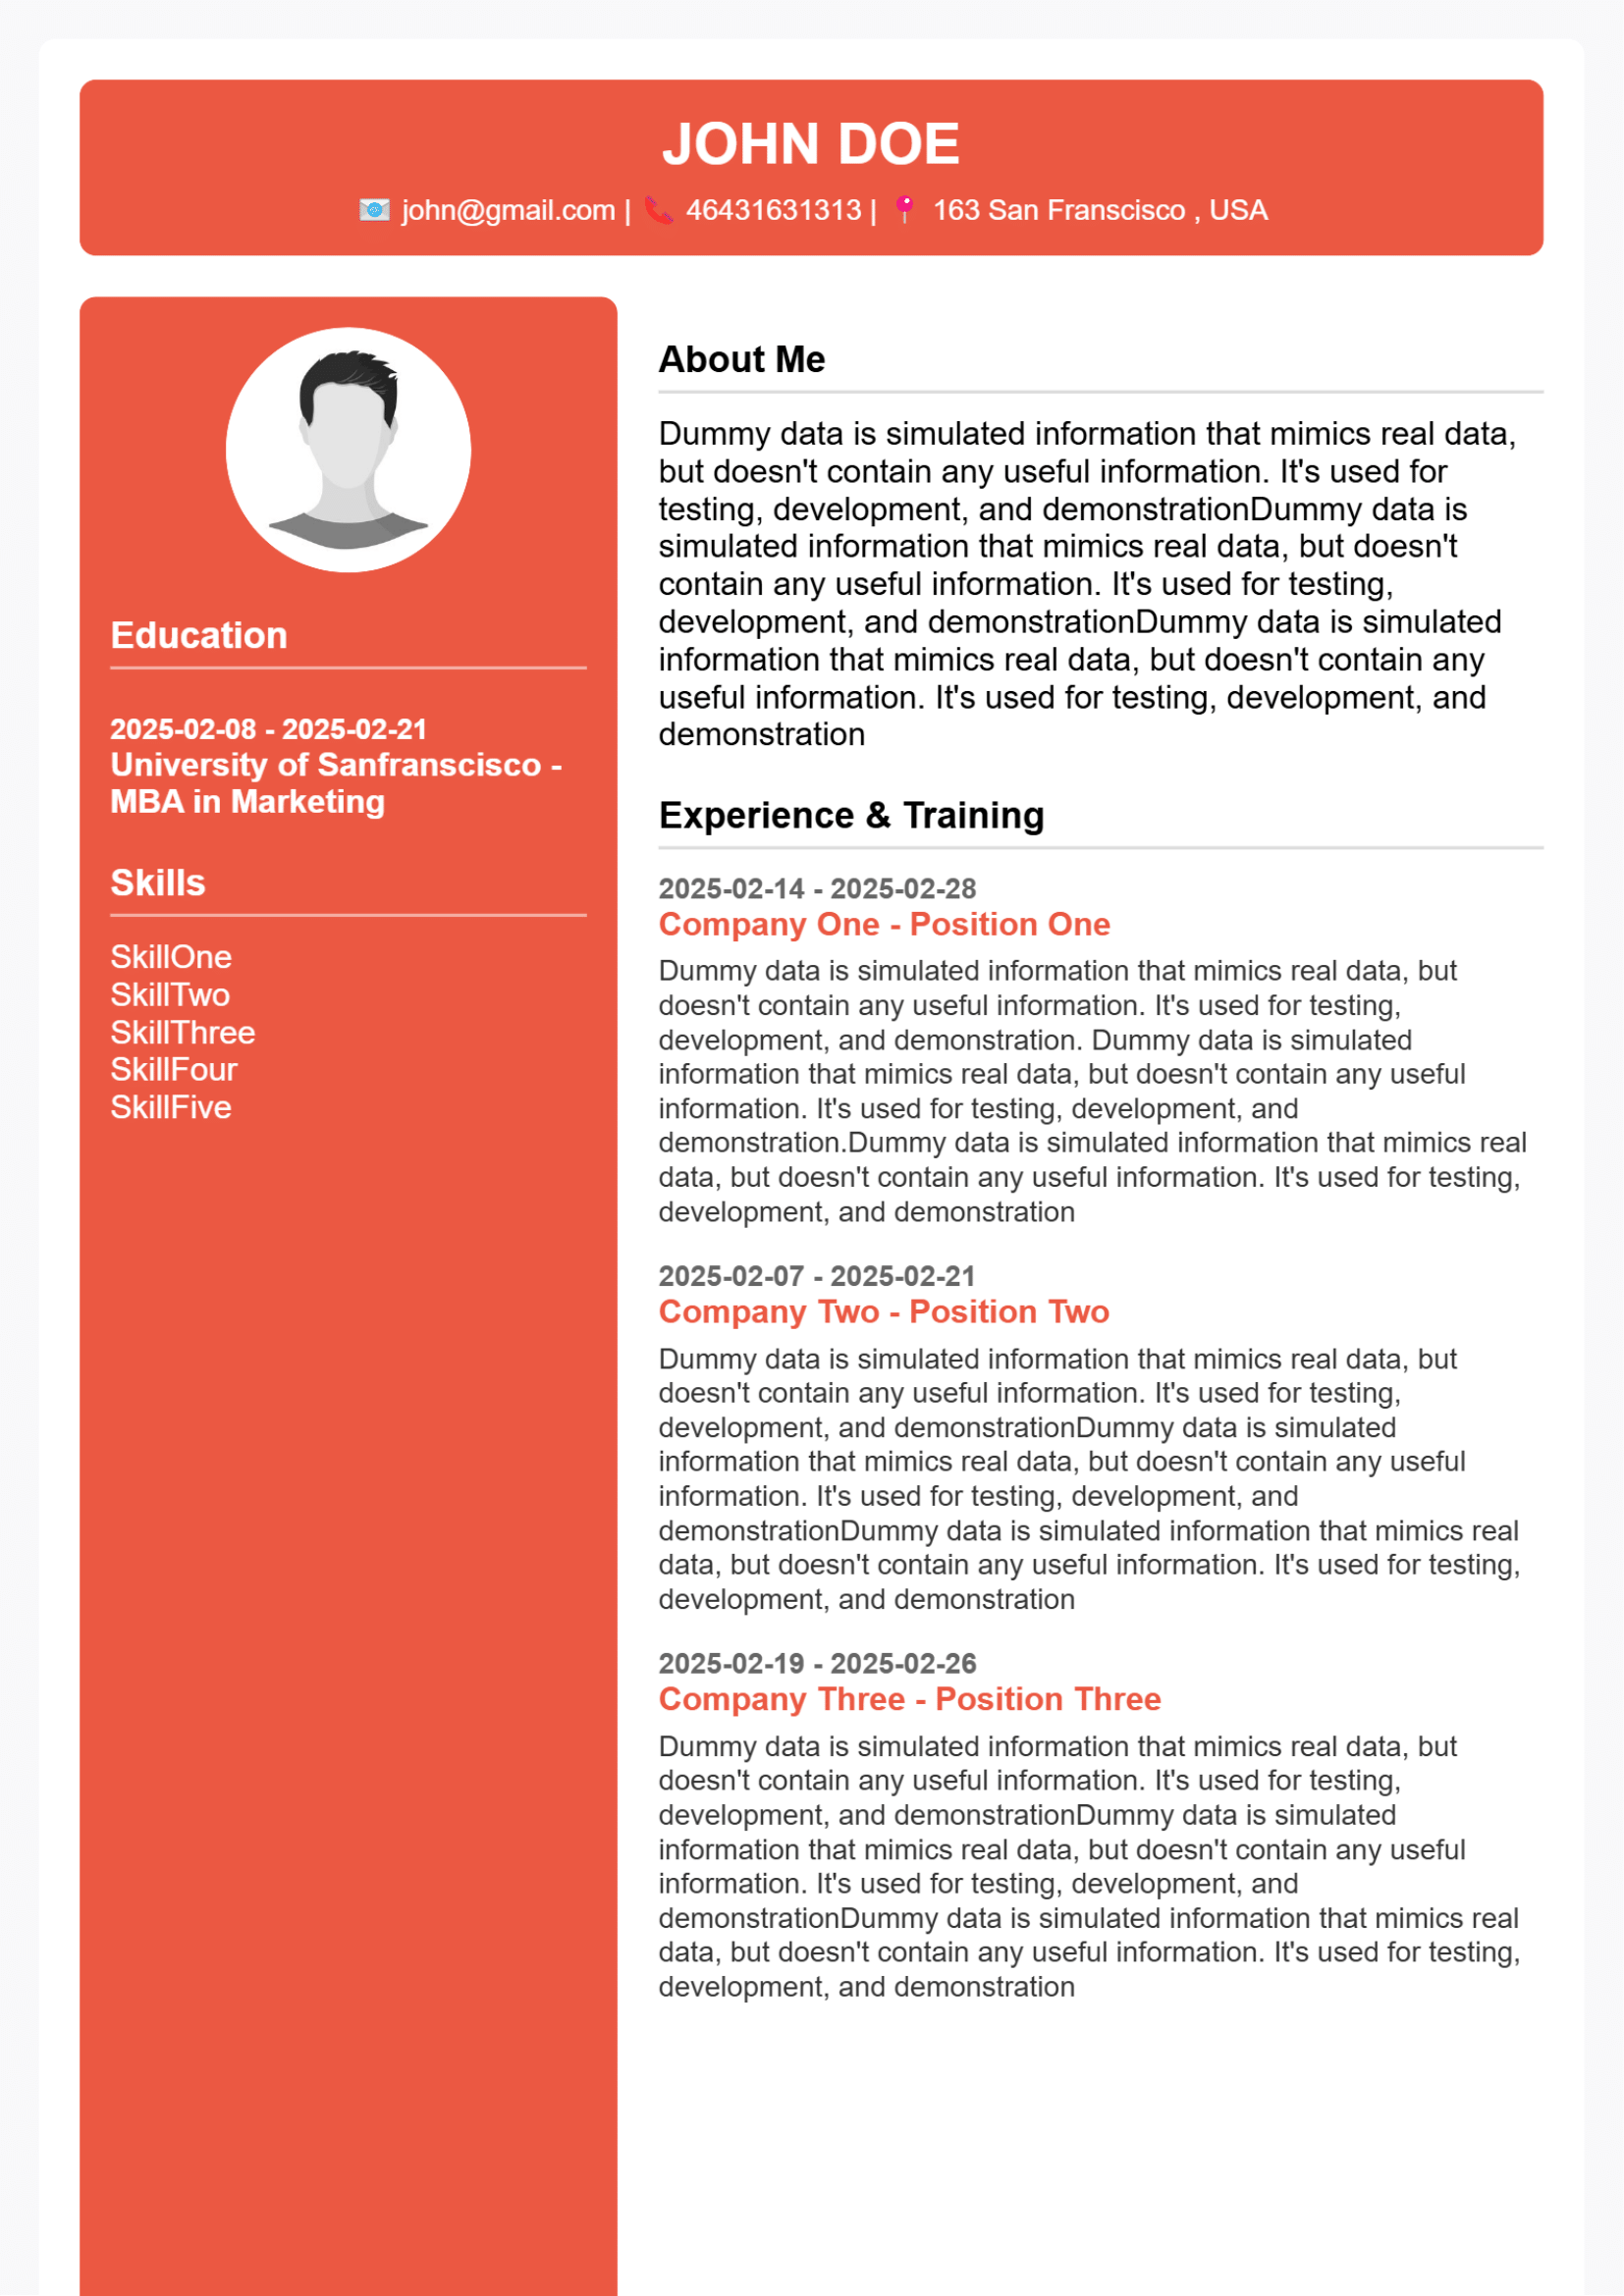 JOHN DOE
📧 john@gmail.com | 📞 46431631313 | 📍 163 San Franscisco , USA
Education
2025-02-08 - 2025-02-21
University of Sanfranscisco -
MBA in Marketing
Skills
SkillOne
SkillTwo
SkillThree
SkillFour
SkillFive
About Me
Dummy data is simulated information that mimics real data,
but doesn't contain any useful information. It's used for
testing, development, and demonstrationDummy data is
simulated information that mimics real data, but doesn't
contain any useful information. It's used for testing,
development, and demonstrationDummy data is simulated
information that mimics real data, but doesn't contain any
useful information. It's used for testing, development, and
demonstration
Experience & Training
2025-02-14 - 2025-02-28
Company One - Position One
Dummy data is simulated information that mimics real data, but
doesn't contain any useful information. It's used for testing,
development, and demonstration. Dummy data is simulated
information that mimics real data, but doesn't contain any useful
information. It's used for testing, development, and
demonstration.Dummy data is simulated information that mimics real
data, but doesn't contain any useful information. It's used for testing,
development, and demonstration
2025-02-07 - 2025-02-21
Company Two - Position Two
Dummy data is simulated information that mimics real data, but
doesn't contain any useful information. It's used for testing,
development, and demonstrationDummy data is simulated
information that mimics real data, but doesn't contain any useful
information. It's used for testing, development, and
demonstrationDummy data is simulated information that mimics real
data, but doesn't contain any useful information. It's used for testing,
development, and demonstration
2025-02-19 - 2025-02-26
Company Three - Position Three
Dummy data is simulated information that mimics real data, but
doesn't contain any useful information. It's used for testing,
development, and demonstrationDummy data is simulated
information that mimics real data, but doesn't contain any useful
information. It's used for testing, development, and
demonstrationDummy data is simulated information that mimics real
data, but doesn't contain any useful information. It's used for testing,
development, and demonstration